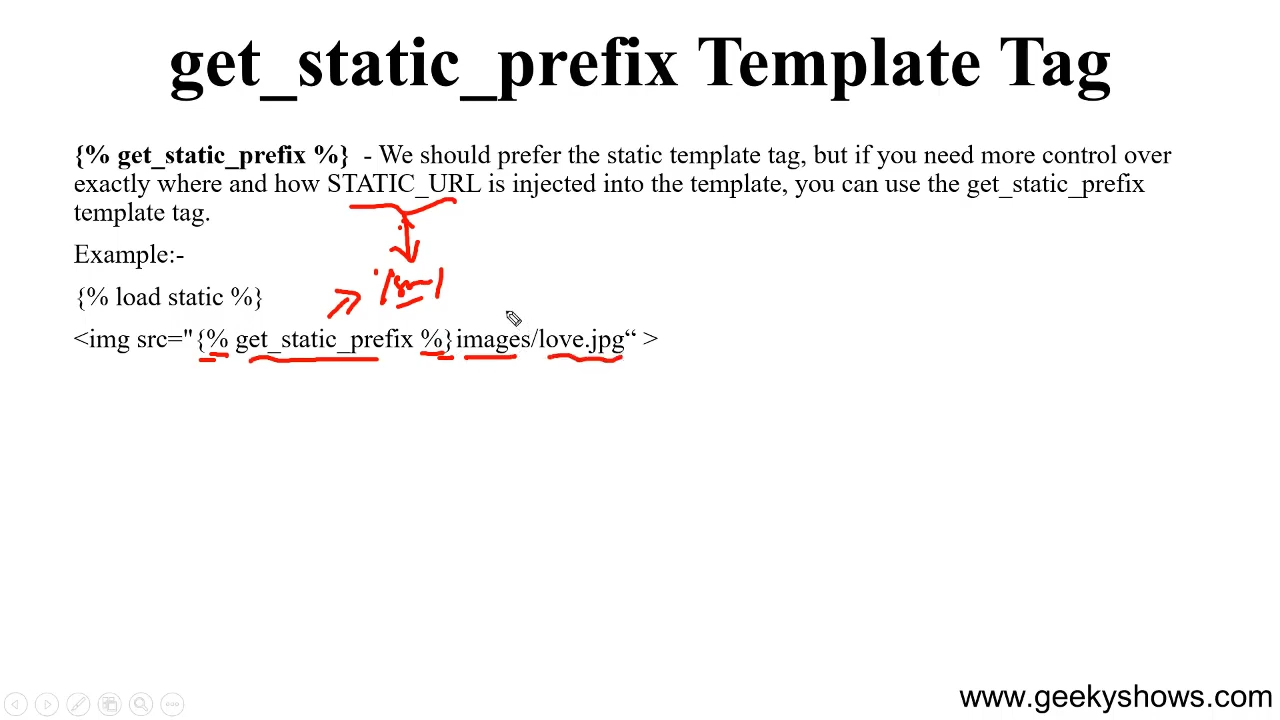 get_static_prefix Template Tag
{% get_static_prefix %} - We should prefer the static template tag, but if you need more control over
exactly where and how STATIC_URL is injected into the template, you can use the get_static_prefix
template tag.
Example:-
{% load static %}
<img src="{% get_static_prefix %}images/love.jpg“ >
www.geekyshows.com